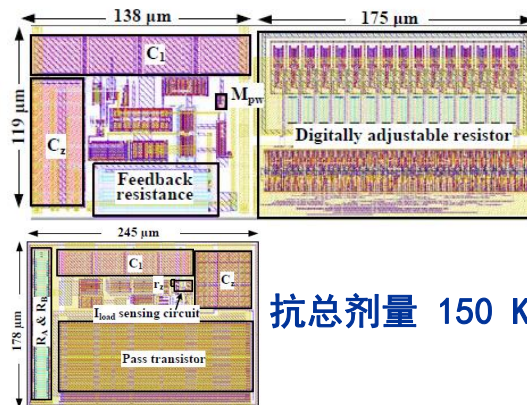 138 µm
175 µm
119 µm
C1
Mpw
Cz
Digitally adjustable resistor
Feedback
resistance
245 µm
178 µm
C1
rz
Cz
Iload sensing circuit
RA & RB
Pass transistor
抗总剂量 150 K